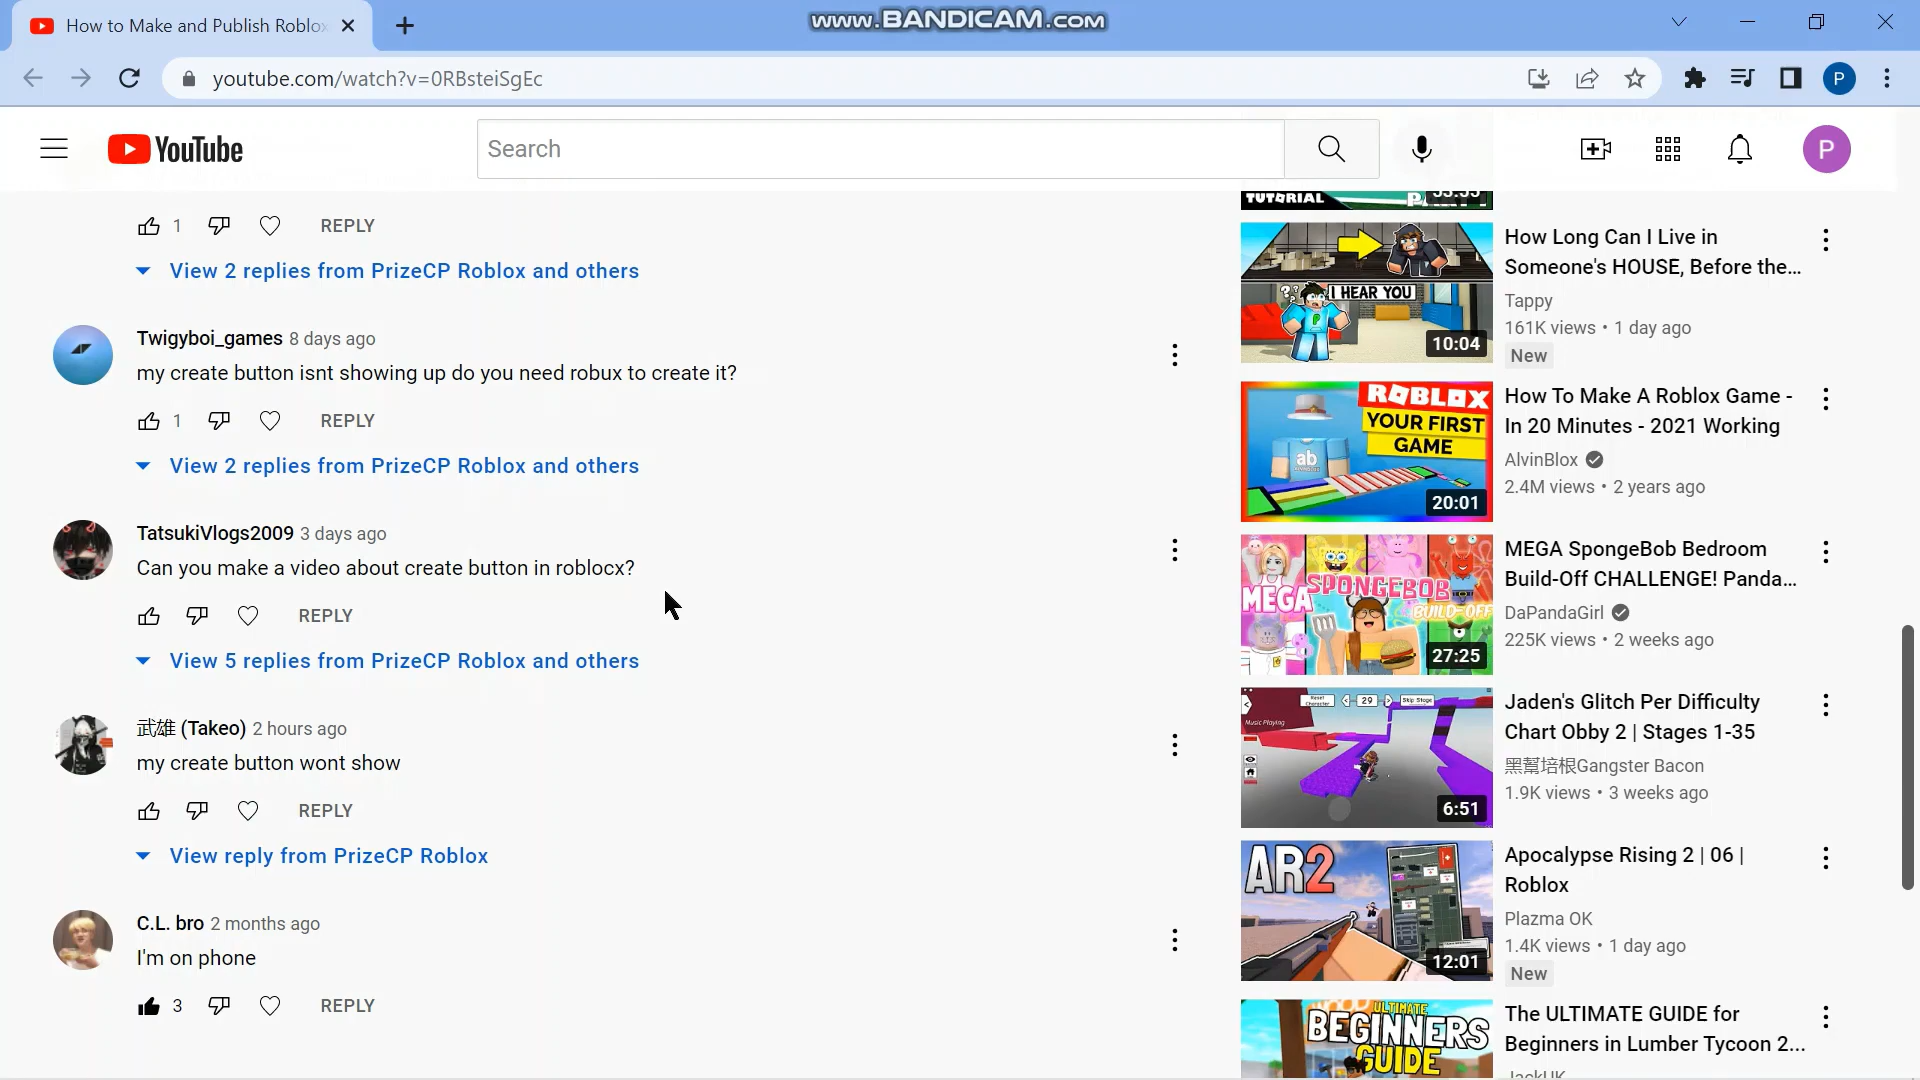 How to Make and Publish Roblox
www.BANDICAM.com
youtube.com/watch?v=0RBsteiSgEc
P
YouTube
Search
P
1
REPLY
View 2 replies from PrizeCP Roblox and others
Twigyboi_games 8 days ago
my create button isnt showing up do you need robux to create it?
1
REPLY
View 2 replies from PrizeCP Roblox and others
TatsukiVlogs2009 3 days ago
Can you make a video about create button in roblocx?
REPLY
View 5 replies from PrizeCP Roblox and others
武雄 (Takeo) 2 hours ago
my create button wont show
REPLY
View reply from PrizeCP Roblox
C.L. bro 2 months ago
I'm on phone
3
REPLY
TUTORIAL
I HEAR YOU
10:04
How Long Can I Live in
Someone's HOUSE, Before the...
Tappy
161K views • 1 day ago
New
ROBLOX
YOUR FIRST
GAME
ab
20:01
How To Make A Roblox Game -
In 20 Minutes - 2021 Working
AlvinBlox
2.4M views • 2 years ago
MEGA
SPONGEBOB
BUILD-OFF
27:25
MEGA SpongeBob Bedroom
Build-Off CHALLENGE! Panda...
DaPandaGirl
225K views • 2 weeks ago
Reset
Character
29
Skip Stage
Music Playing
6:51
Jaden's Glitch Per Difficulty
Chart Obby 2 | Stages 1-35
黑幫培根Gangster Bacon
1.9K views • 3 weeks ago
AR2
12:01
Apocalypse Rising 2 | 06 |
Roblox
Plazma OK
1.4K views • 1 day ago
New
ULTIMATE
BEGINNERS
GUIDE
The ULTIMATE GUIDE for
Beginners in Lumber Tycoon 2...